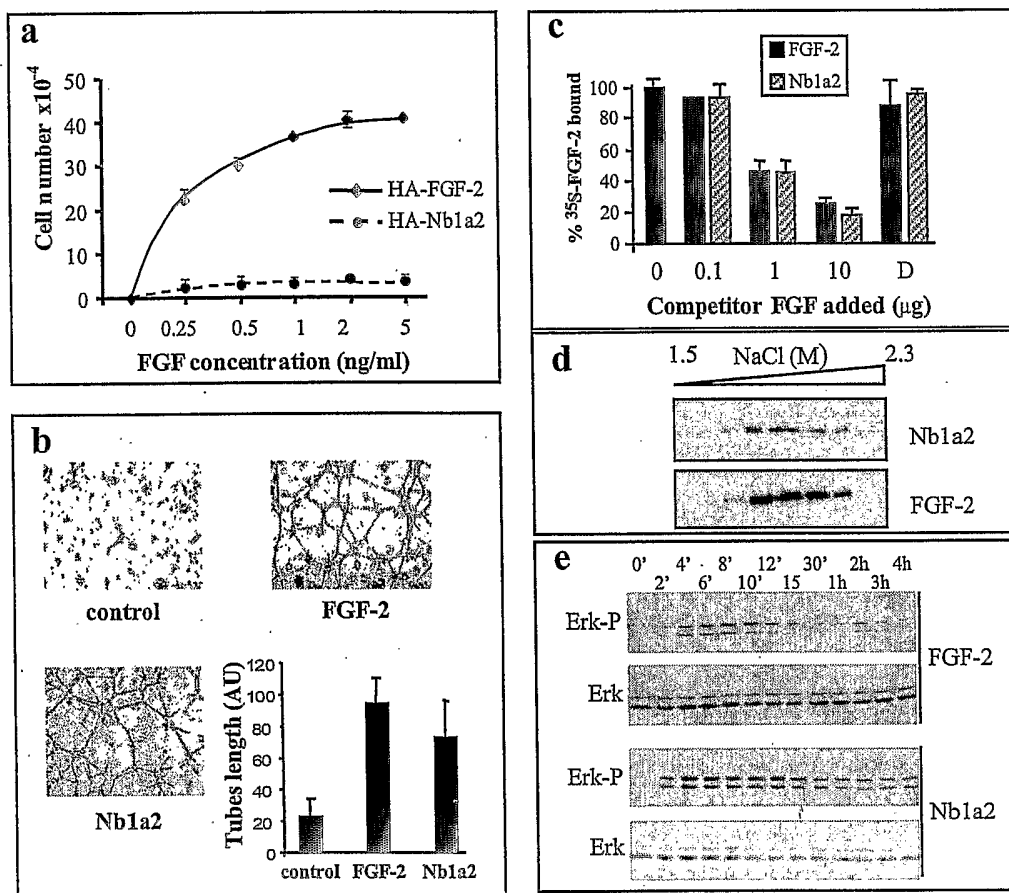 a
50
40
30
20
10
0
Cell number x10-4
HA-FGF-2
HA-Nb1a2
0 0.25 0.5 1 2 5
FGF concentration (ng/ml)
b
control
FGF-2
Nb1a2
120
100
80
60
40
20
0
Tubes length (AU)
control FGF-2 Nb1a2
c
FGF-2
Nb1a2
100
80
60
40
20
0
% 35S-FGF-2 bound
0 0.1 1 10 D
Competitor FGF added (µg)
d
1.5 NaCl (M) 2.3
Nb1a2
FGF-2
e
0' 4' 8' 12' 30' 2h 4h
2' 6' 10' 15 1h 3h
Erk-P
Erk
FGF-2
Erk-P
Erk
Nb1a2